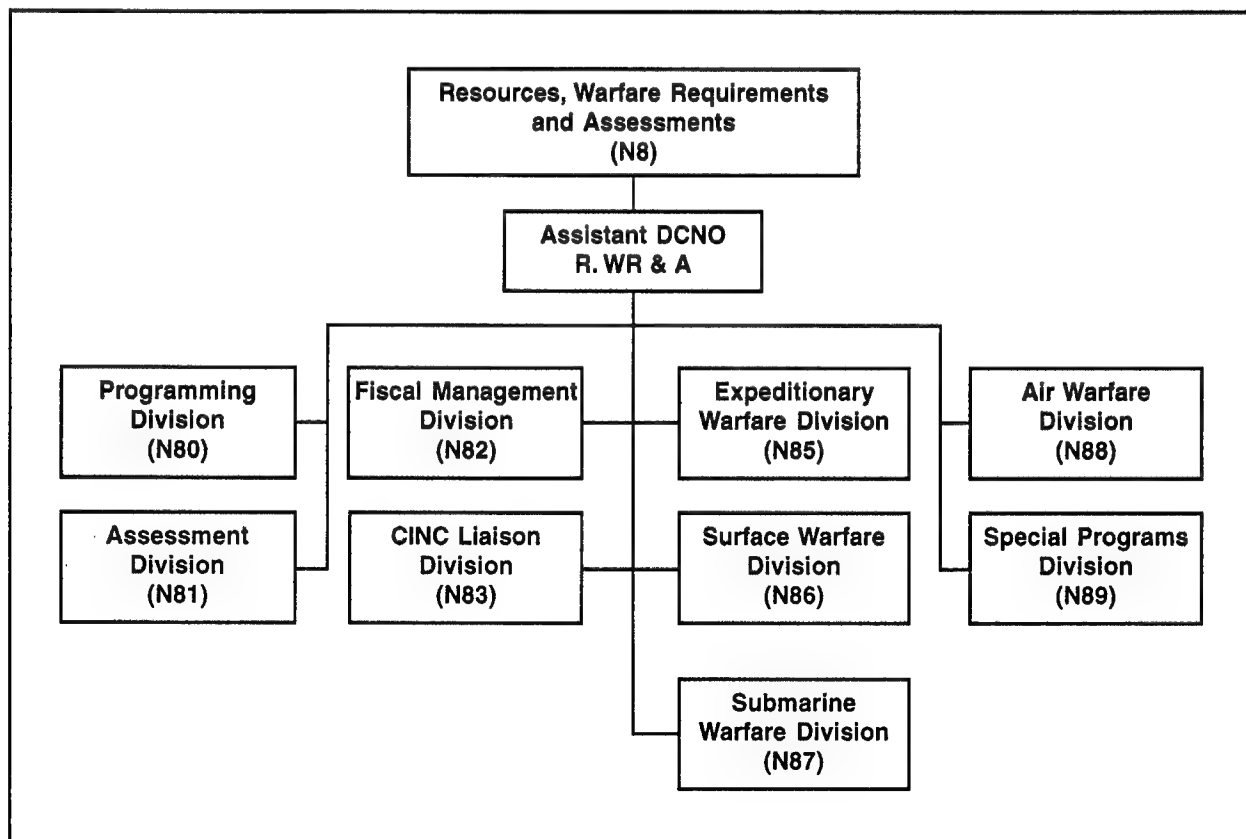 Resources, Warfare Requirements
and Assessments
(N8)
Assistant DCNO
R. WR & A
Programming
Division
(N80)
Fiscal Management
Division
(N82)
Expeditionary
Warfare Division
(N85)
Air Warfare
Division
(N88)
Assessment
Division
(N81)
CINC Liaison
Division
(N83)
Surface Warfare
Division
(N86)
Special Programs
Division
(N89)
Submarine
Warfare Division
(N87)